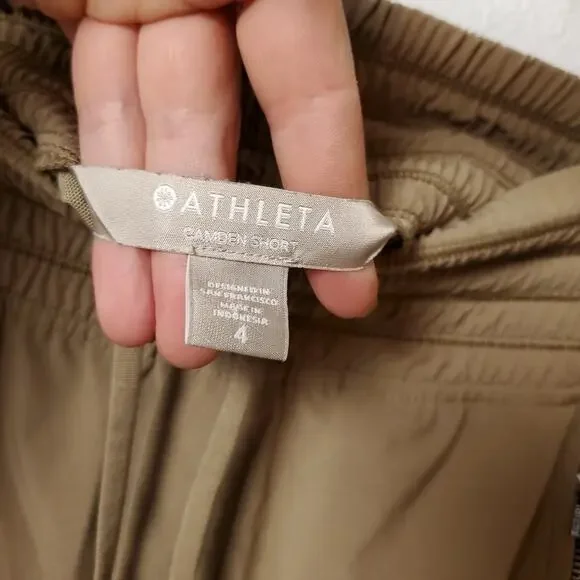 ATHLETA
CAMDEN SHORT
DESIGNED IN
SAN FRANCISCO
MADE IN
INDONESIA
4